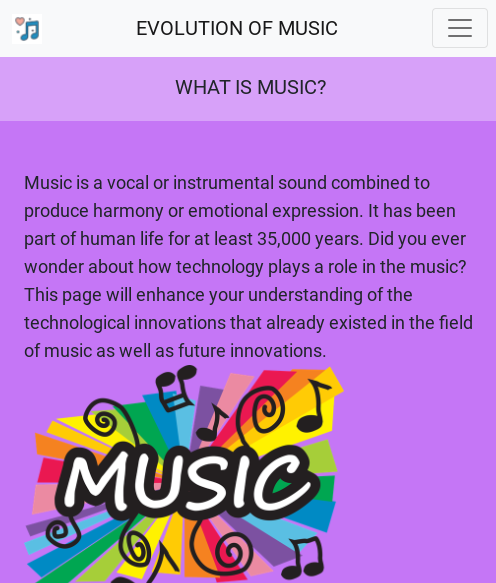 EVOLUTION OF MUSIC
WHAT IS MUSIC?
Music is a vocal or instrumental sound combined to
produce harmony or emotional expression. It has been
part of human life for at least 35,000 years. Did you ever
wonder about how technology plays a role in the music?
This page will enhance your understanding of the
technological innovations that already existed in the field
of music as well as future innovations.
MUSIC